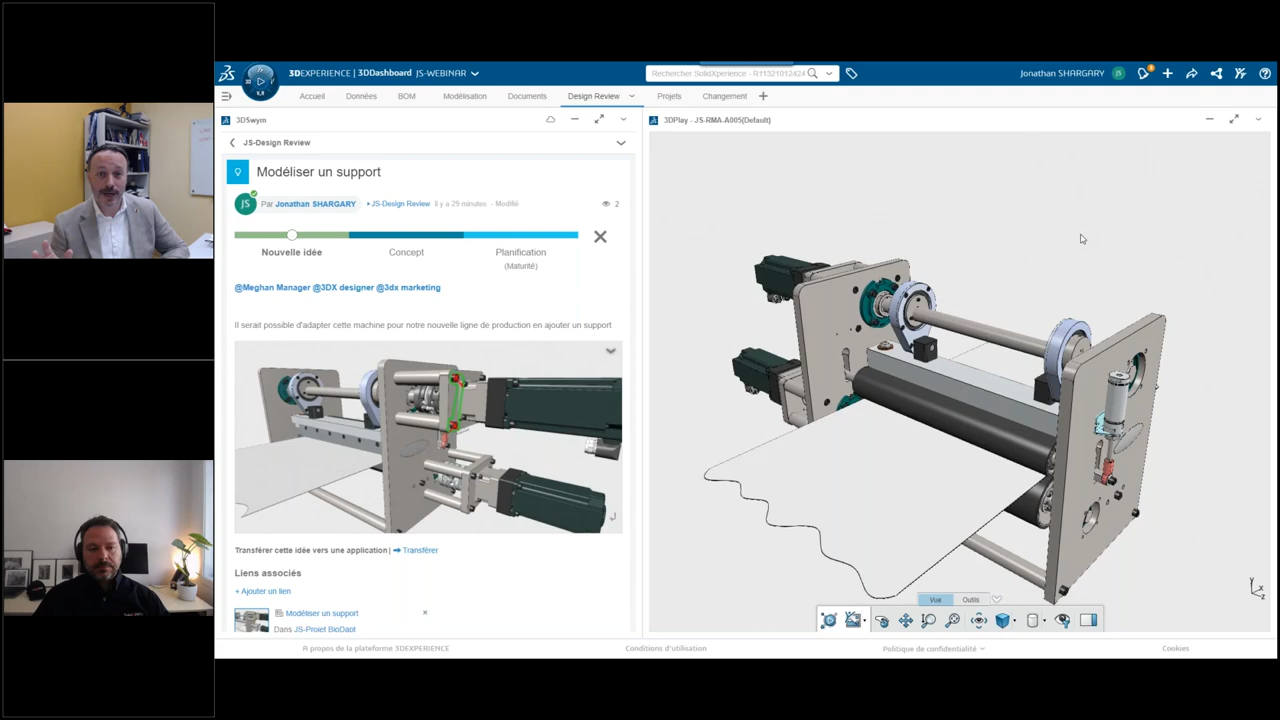 3DEXPERIENCE | 3DDashboard JS-WEBINAR
Rechercher SolidXperience - R1132101242
Jonathan SHARGARY
JS
3D
V.R
Accueil
Données
BOM
Modélisation
Documents
Design Review
Projets
Changement
3DSwym
JS-Design Review
Modéliser un support
JS
Par Jonathan SHARGARY
JS-Design Review
Il y a 29 minutes - Modifié
2
Nouvelle idée
Concept
Planification
(Maturité)
@Meghan Manager @3DX designer @3dx marketing
Il serait possible d'adapter cette machine pour notre nouvelle ligne de production en ajouter un support
Transférer cette idée vers une application | Transférer
Liens associés
+ Ajouter un lien
Modéliser un support
Dans JS-Projet BioDapt
3DPlay - JS-RMA-A005(Default)
Vue
Outils
Y
X
Z
A propos de la plateforme 3DEXPERIENCE
Conditions d'utilisation
Politique de confidentialité
Cookies